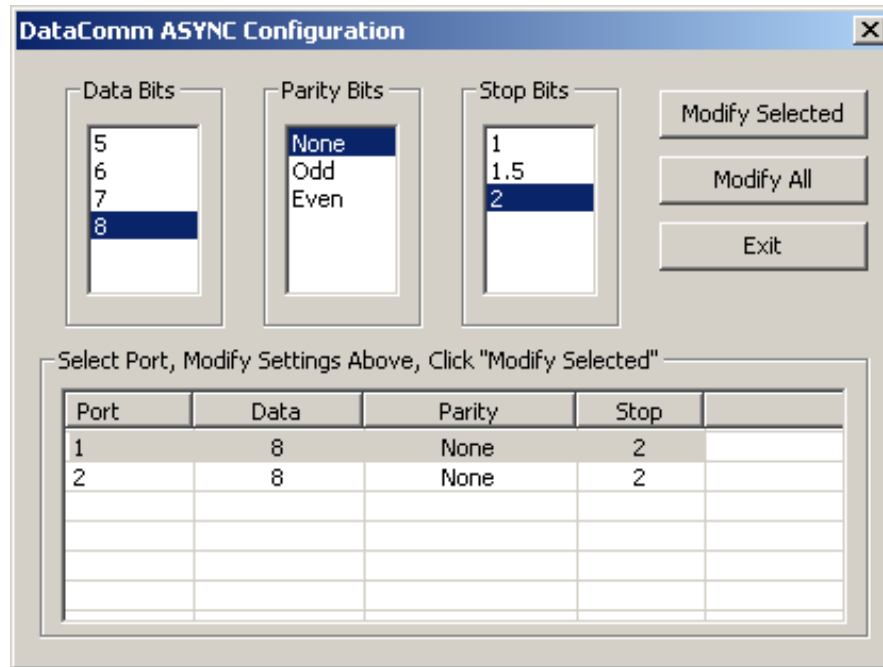 DataComm ASYNC Configuration
Data Bits
5
6
7
8
Parity Bits
None
Odd
Even
Stop Bits
1
1.5
2
Modify Selected
Modify All
Exit
Select Port, Modify Settings Above, Click "Modify Selected"
Port Data Parity Stop
1 8 None 2
2 8 None 2